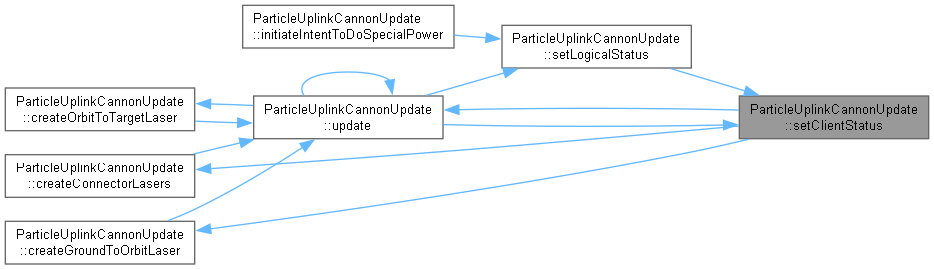 ParticleUplinkCannonUpdate
::initiateIntentToDoSpecialPower
ParticleUplinkCannonUpdate
::setLogicalStatus
ParticleUplinkCannonUpdate
::createOrbitToTargetLaser
ParticleUplinkCannonUpdate
::update
ParticleUplinkCannonUpdate
::setClientStatus
ParticleUplinkCannonUpdate
::createConnectorLasers
ParticleUplinkCannonUpdate
::createGroundToOrbitLaser